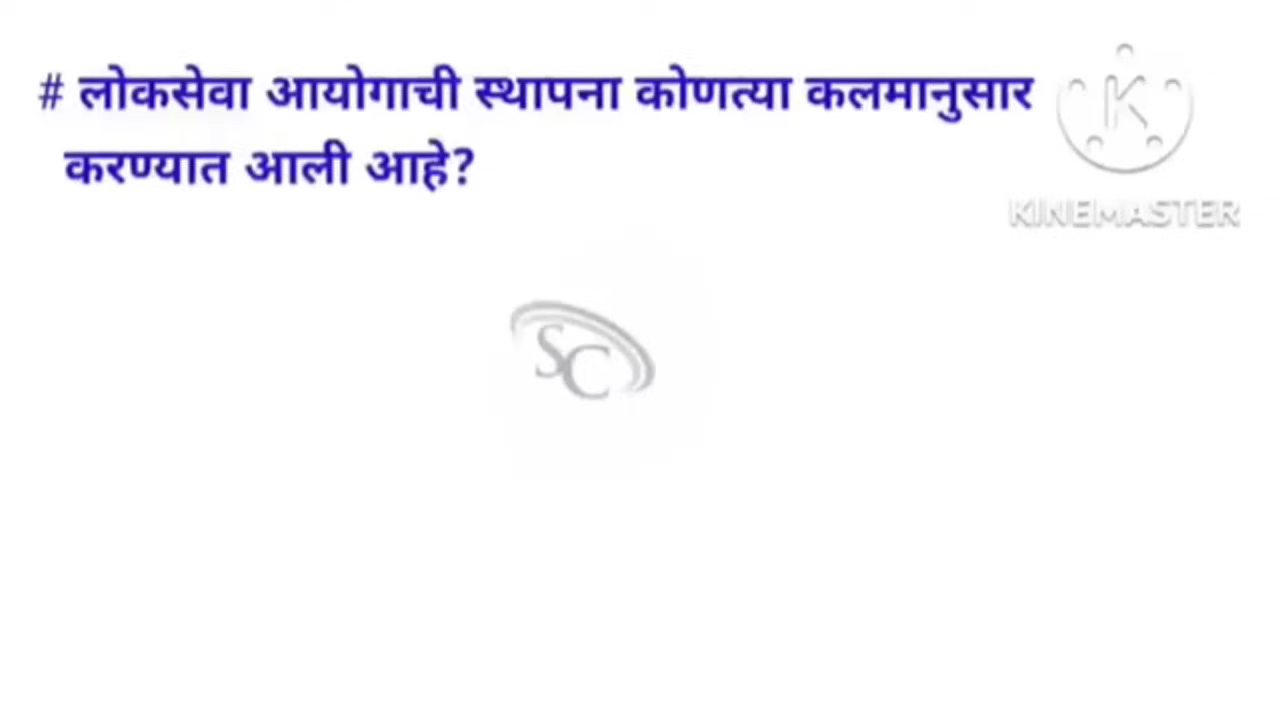 # लोकसेवा आयोगाची स्थापना कोणत्या कलमानुसार
करण्यात आली आहे?
KINEMASTER
SC